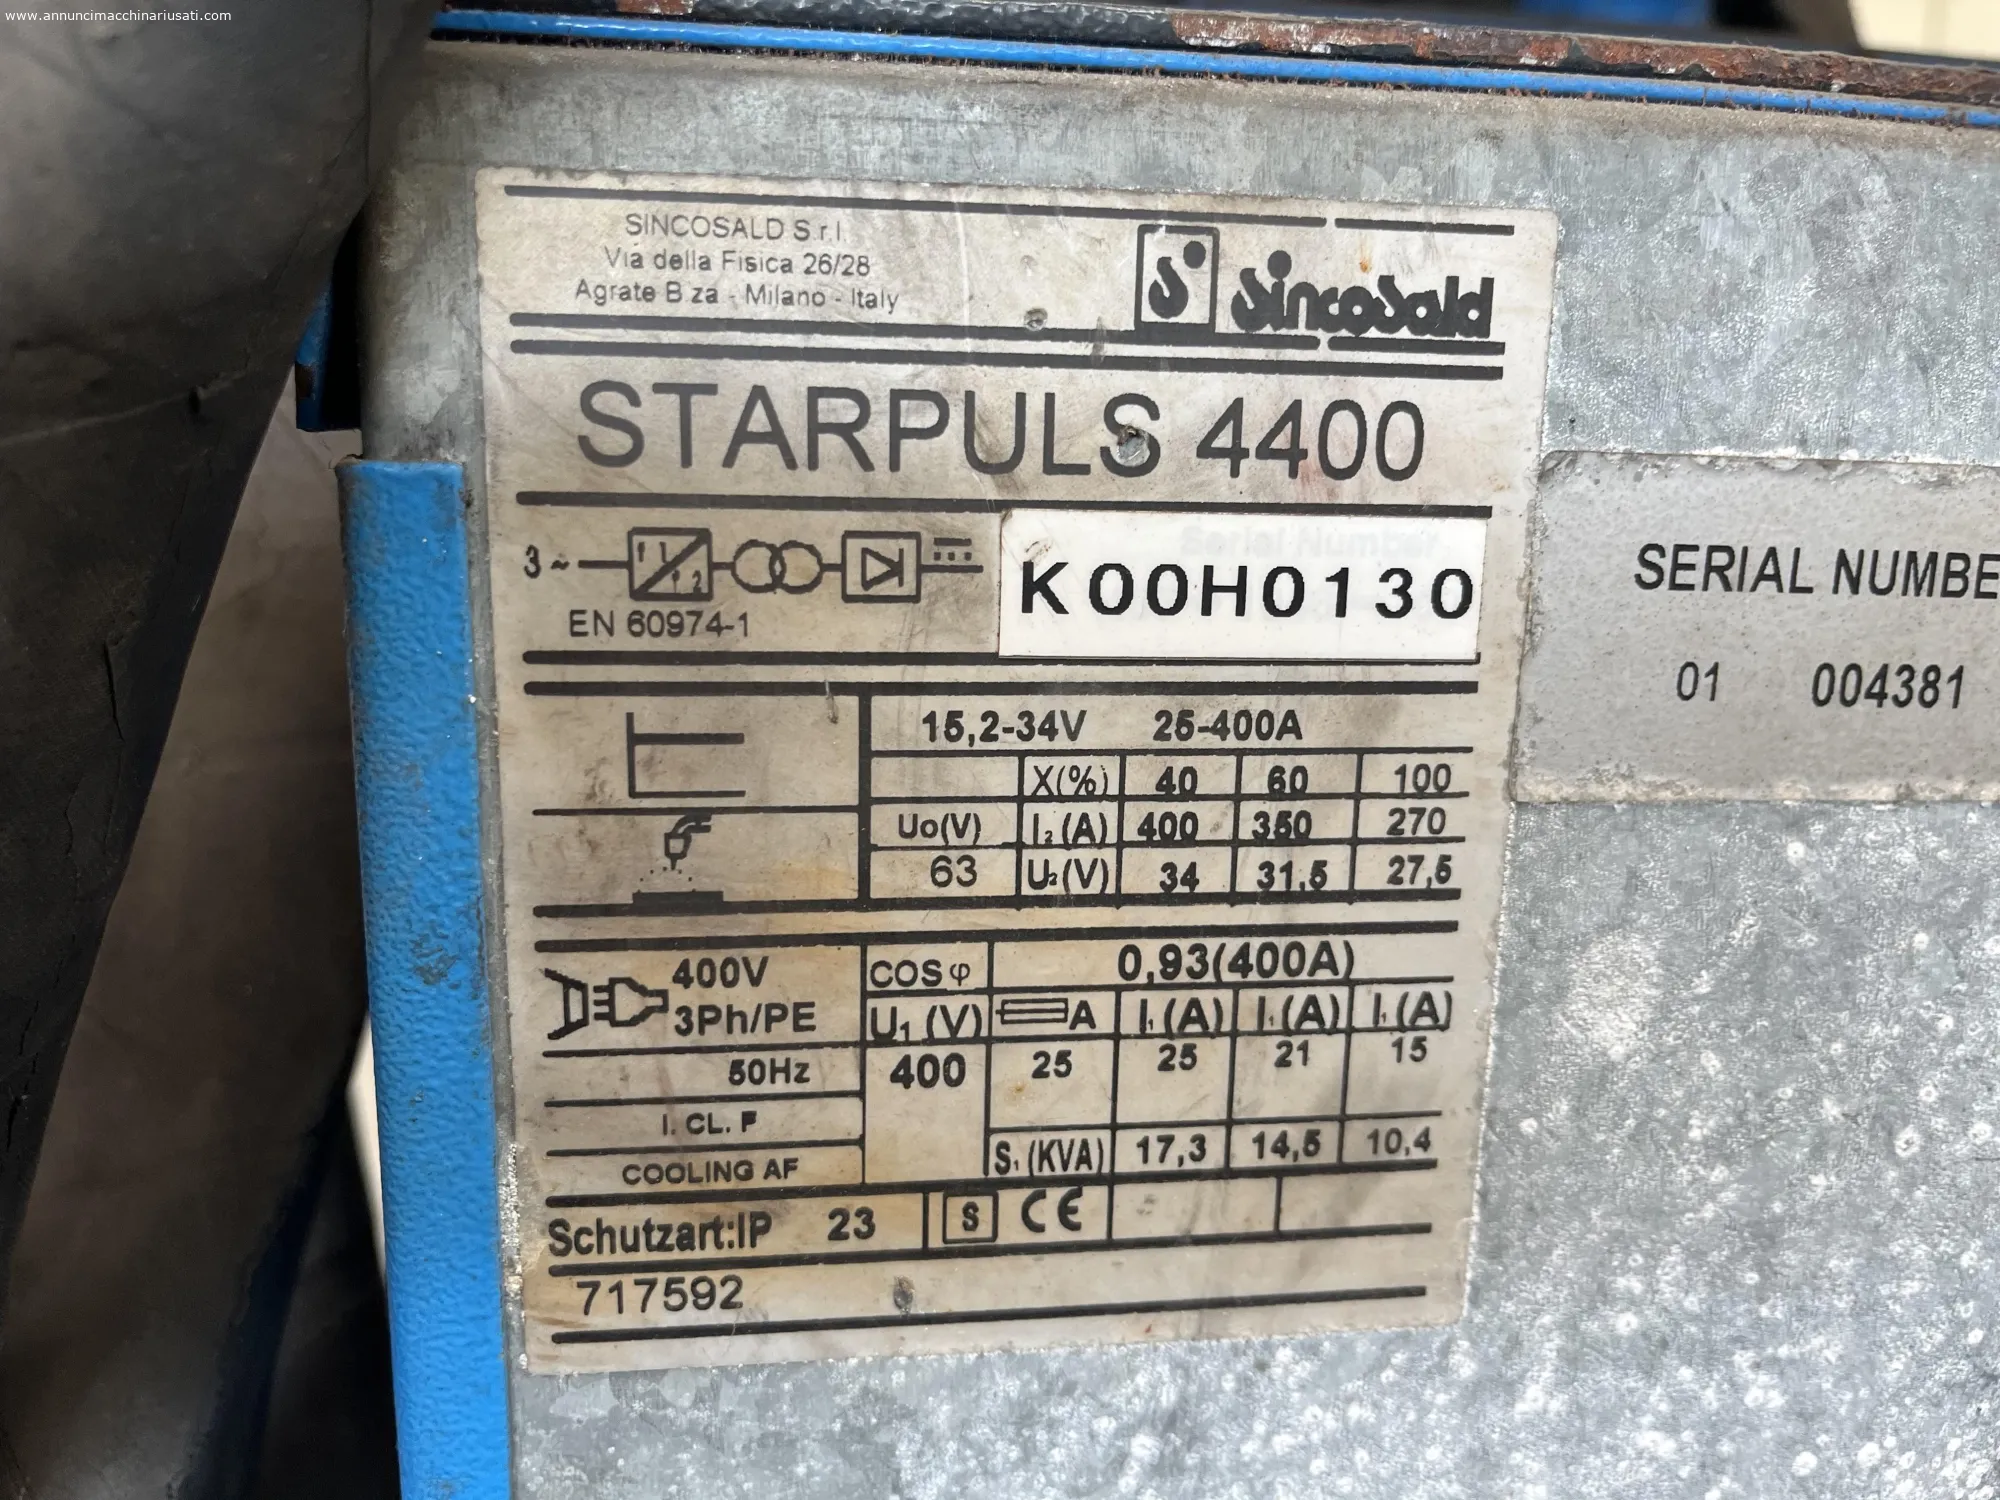 www.annuncimacchinariusati.com
SINCOSALD S.r.l.
Via della Fisica 26/28
Agrate B.za - Milano - Italy
S sincosald
STARPULS 4400
3~
EN 60974-1
Serial Number
K00H0130
SERIAL NUMBE
01 004381
15,2-34V 25-400A
X(%) 40 60 100
Uo(V) I2(A) 400 350 270
63 U2(V) 34 31,5 27,5
400V COS φ 0,93(400A)
3Ph/PE U1(V) A I1(A) I1(A) I1(A)
50Hz 400 25 25 21 15
I. CL. F
COOLING AF S1(KVA) 17,3 14,5 10,4
Schutzart:IP 23 S CE
717592